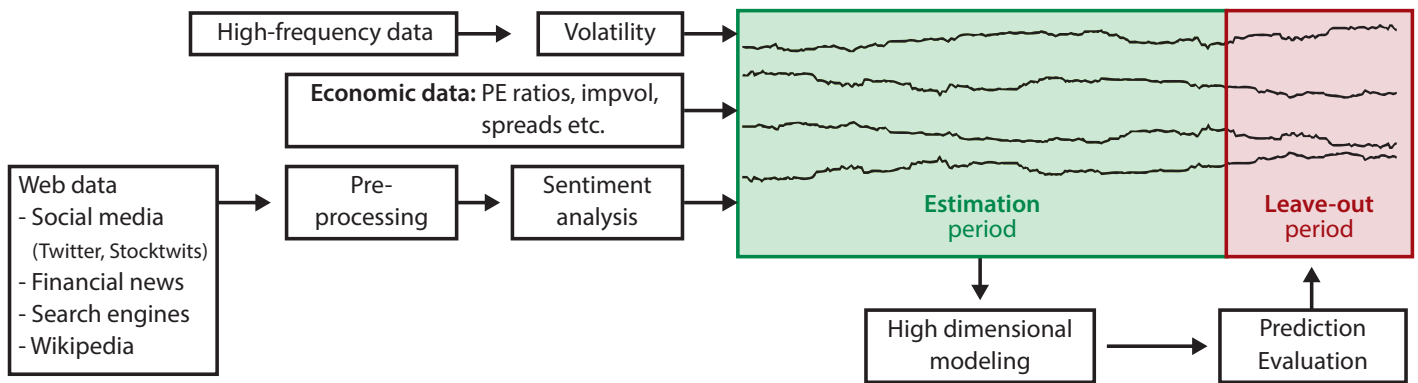 High-frequency data
Volatility
Economic data: PE ratios, impvol,
spreads etc.
Web data
- Social media
(Twitter, Stocktwits)
- Financial news
- Search engines
- Wikipedia
Pre-
processing
Sentiment
analysis
Estimation
period
Leave-out
period
High dimensional
modeling
Prediction
Evaluation